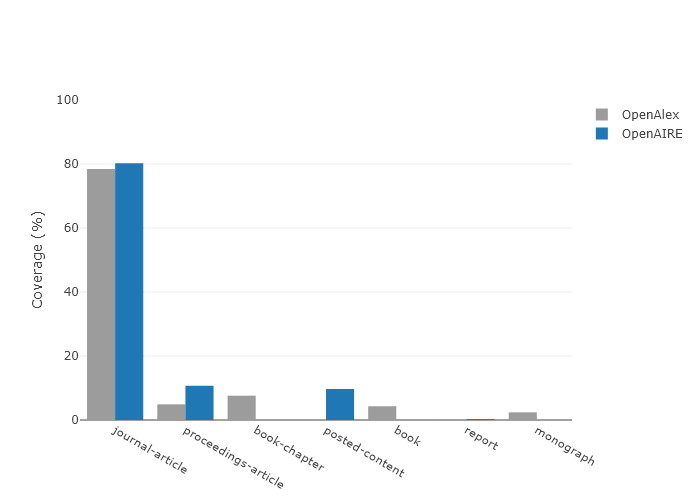 100
80
60
40
20
0
Coverage (%)
OpenAlex
OpenAIRE
journal-article
proceedings-article
book-chapter
posted-content
book
report
monograph